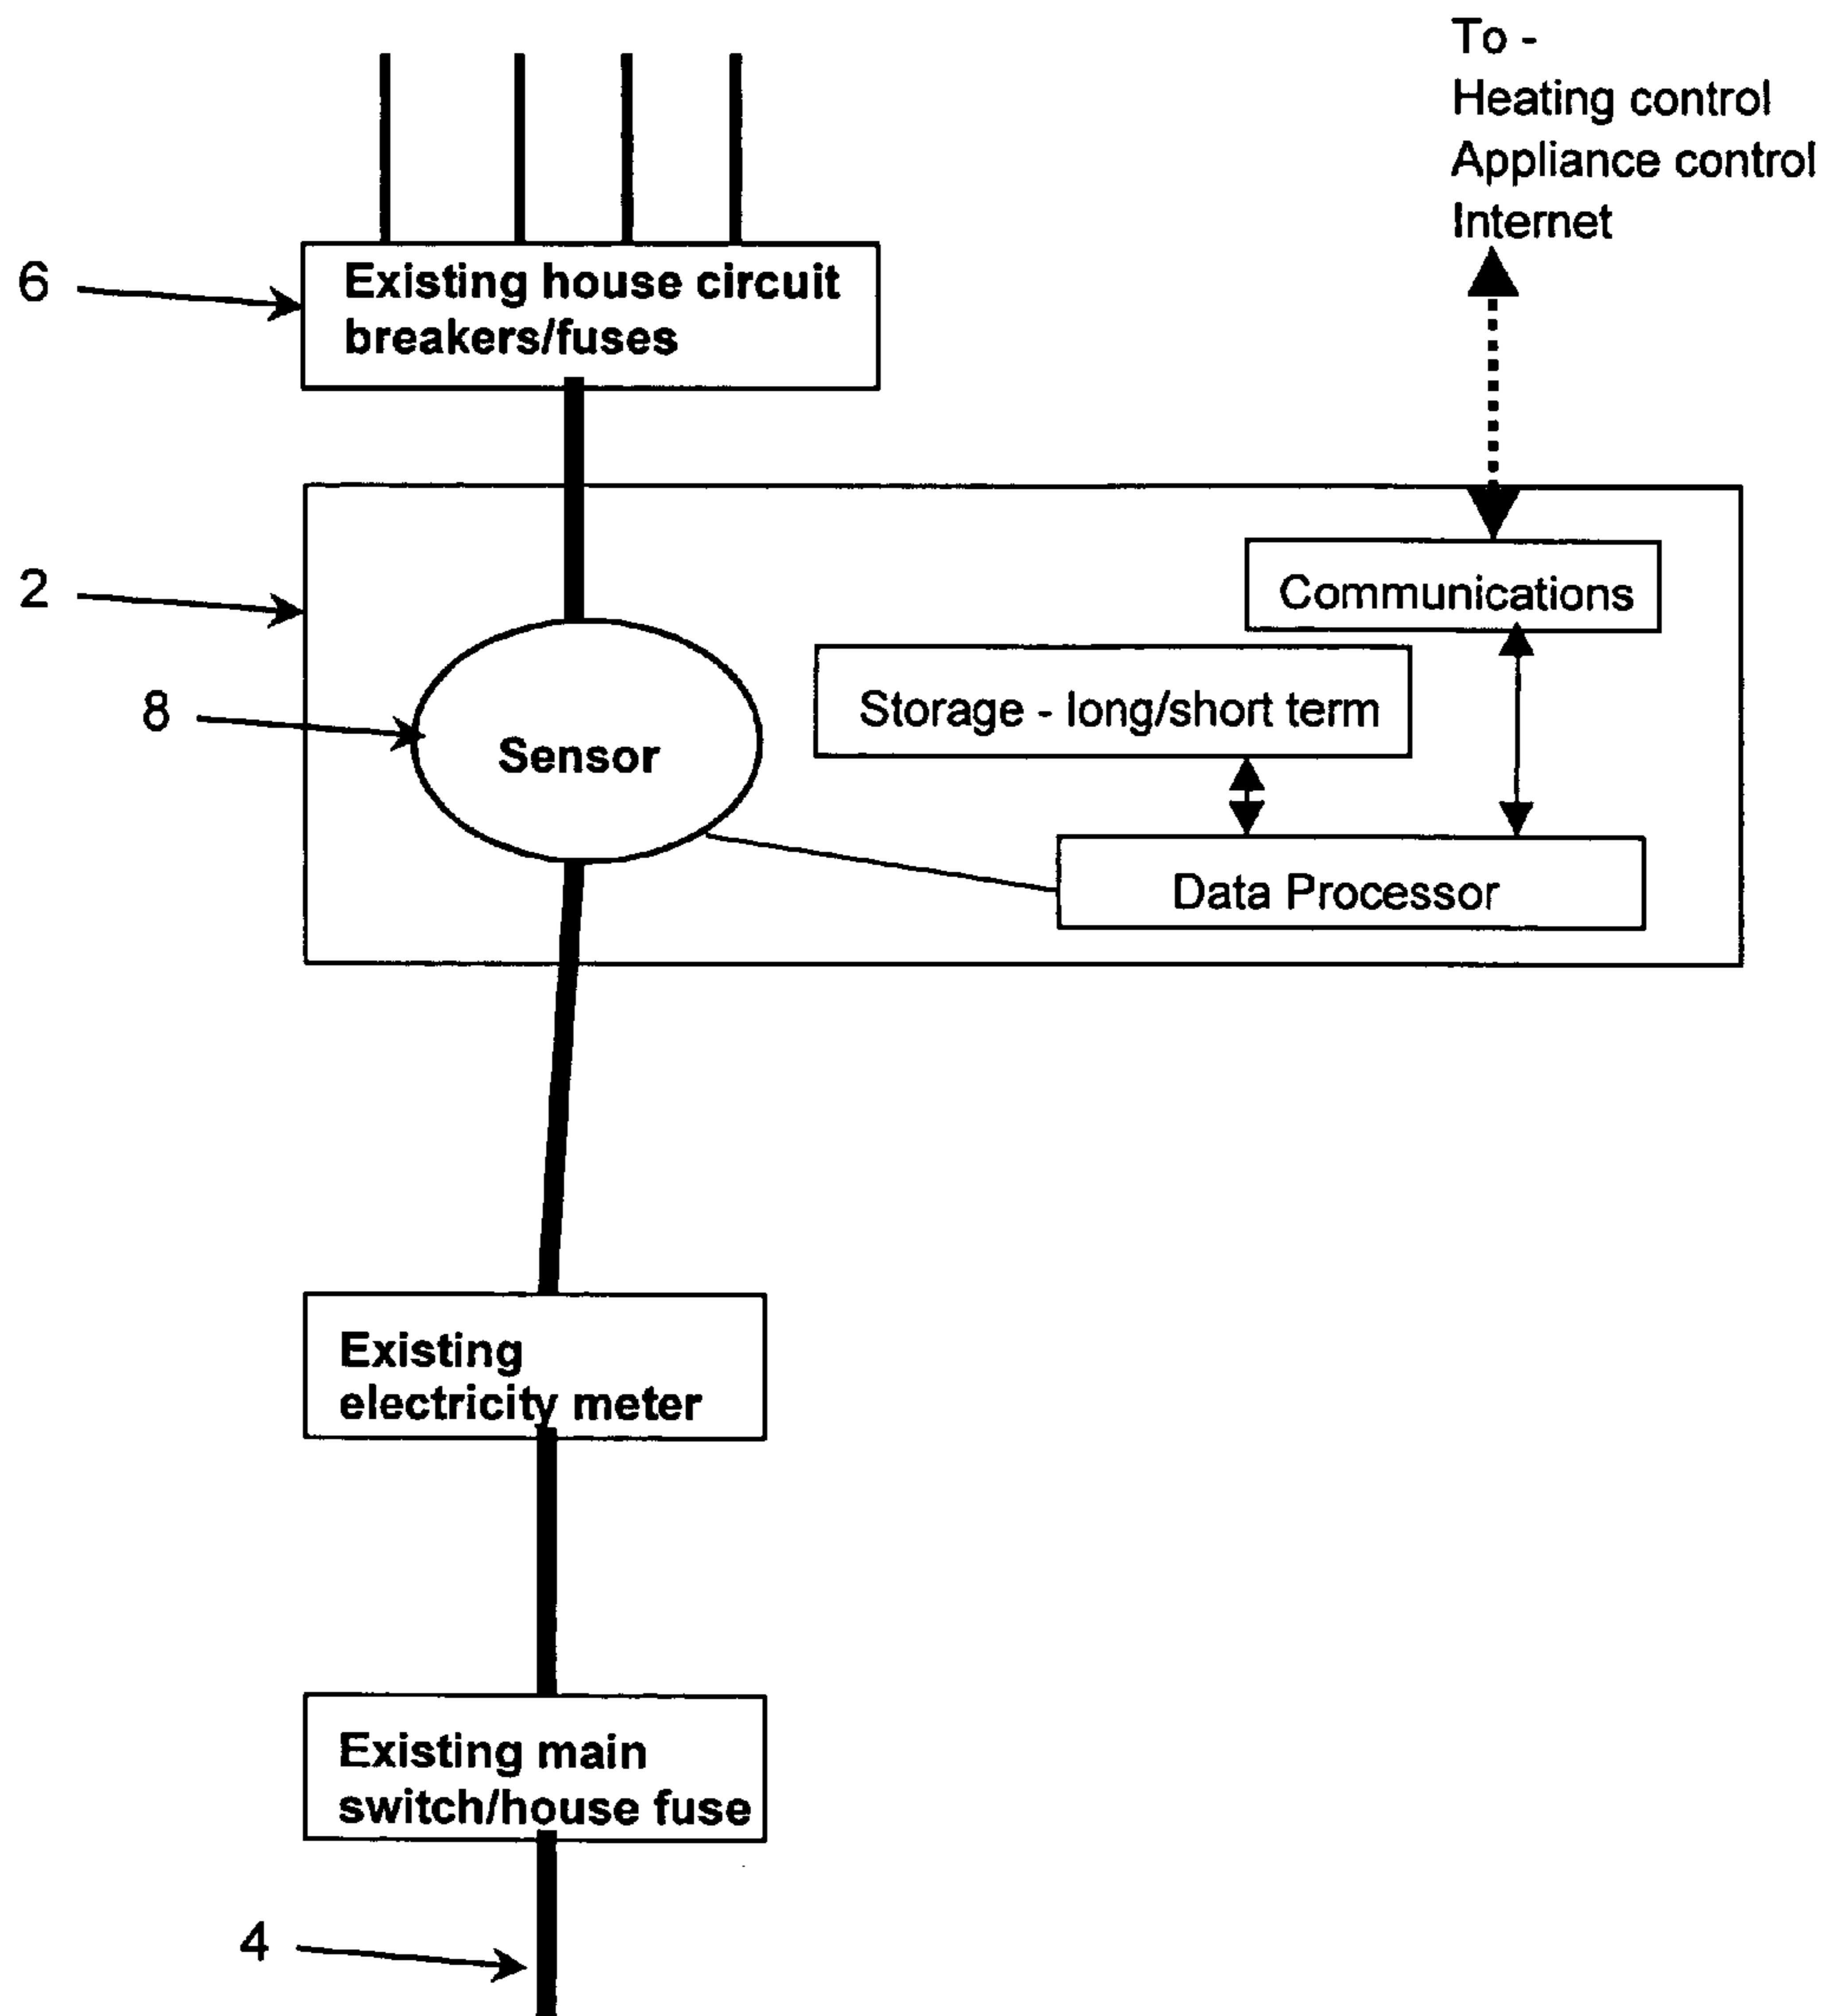 To -
Heating control
Appliance control
Internet
6
Existing house circuit
breakers/fuses
2
Communications
8
Storage - long/short term
Sensor
Data Processor
Existing
electricity meter
Existing main
switch/house fuse
4